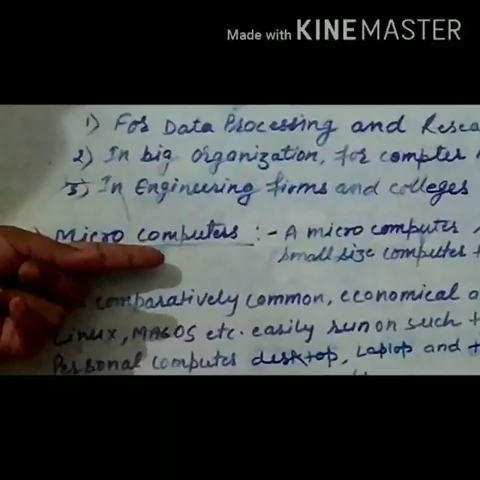 Made with KINEMASTER
1) For Data Processing and Resea
2) In big organization, for compter
3) In Engineering firms and colleges
Micro computers :- A micro computer
small size computer
comparatively common, economical a
Linux, MACOS etc. easily run on such t
Personal computer desktop, Laptop and t